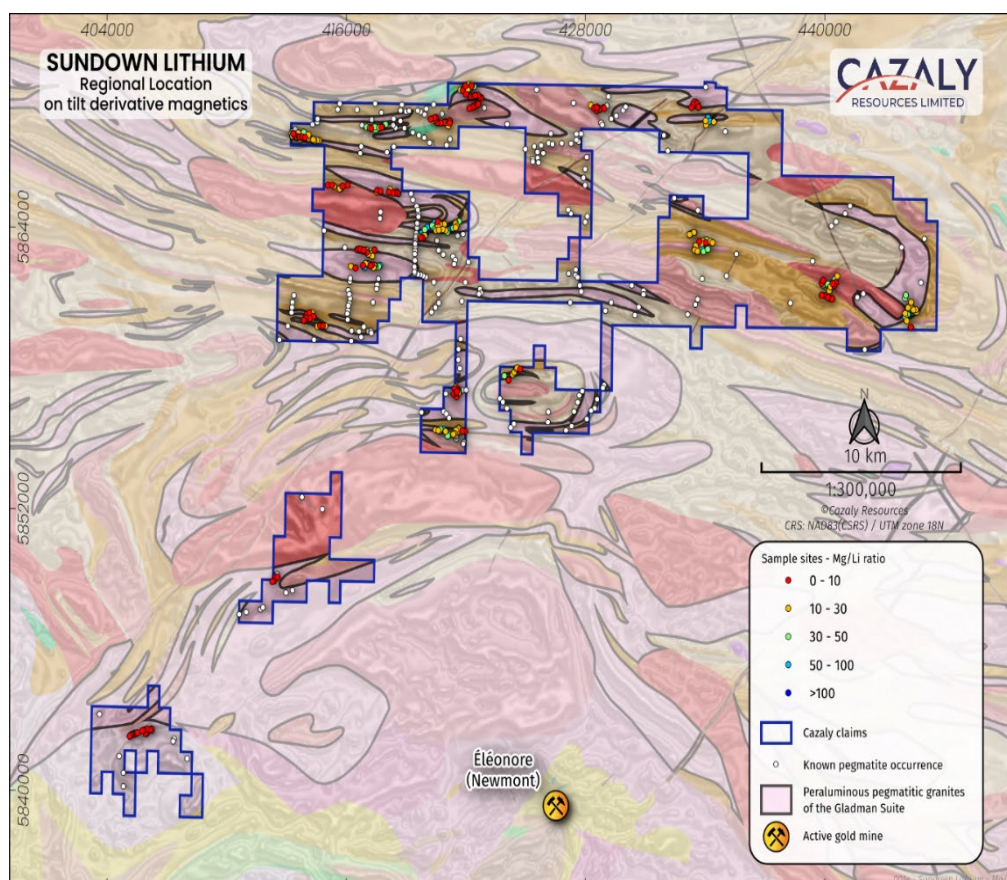 404000
416000
428000
440000
SUNDOWN LITHIUM
Regional Location
on tilt derivative magnetics
CAZALY
RESOURCES LIMITED
5864000
5852000
5840000
10 km
1:300,000
©Cazaly Resources
CRS: NAD83(CSRS) / UTM zone 18N
Sample sites - Mg/Li ratio
0 - 10
10 - 30
30 - 50
50 - 100
>100
Cazaly claims
Known pegmatite occurrence
Peraluminous pegmatitic granites
of the Gladman Suite
Active gold mine
Éléonore
(Newmont)